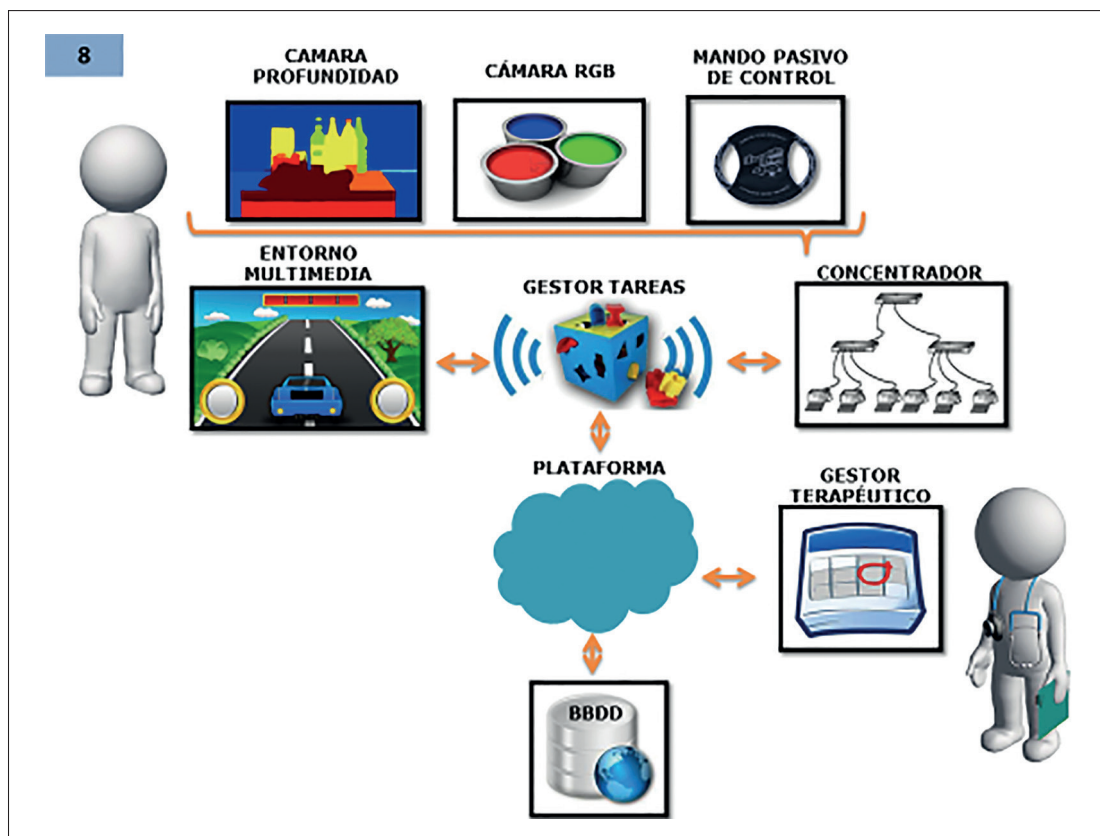 8
CAMARA
PROFUNDIDAD
CÁMARA RGB
MANDO PASIVO
DE CONTROL
ENTORNO
MULTIMEDIA
GESTOR TAREAS
CONCENTRADOR
PLATAFORMA
GESTOR
TERAPÉUTICO
BBDD